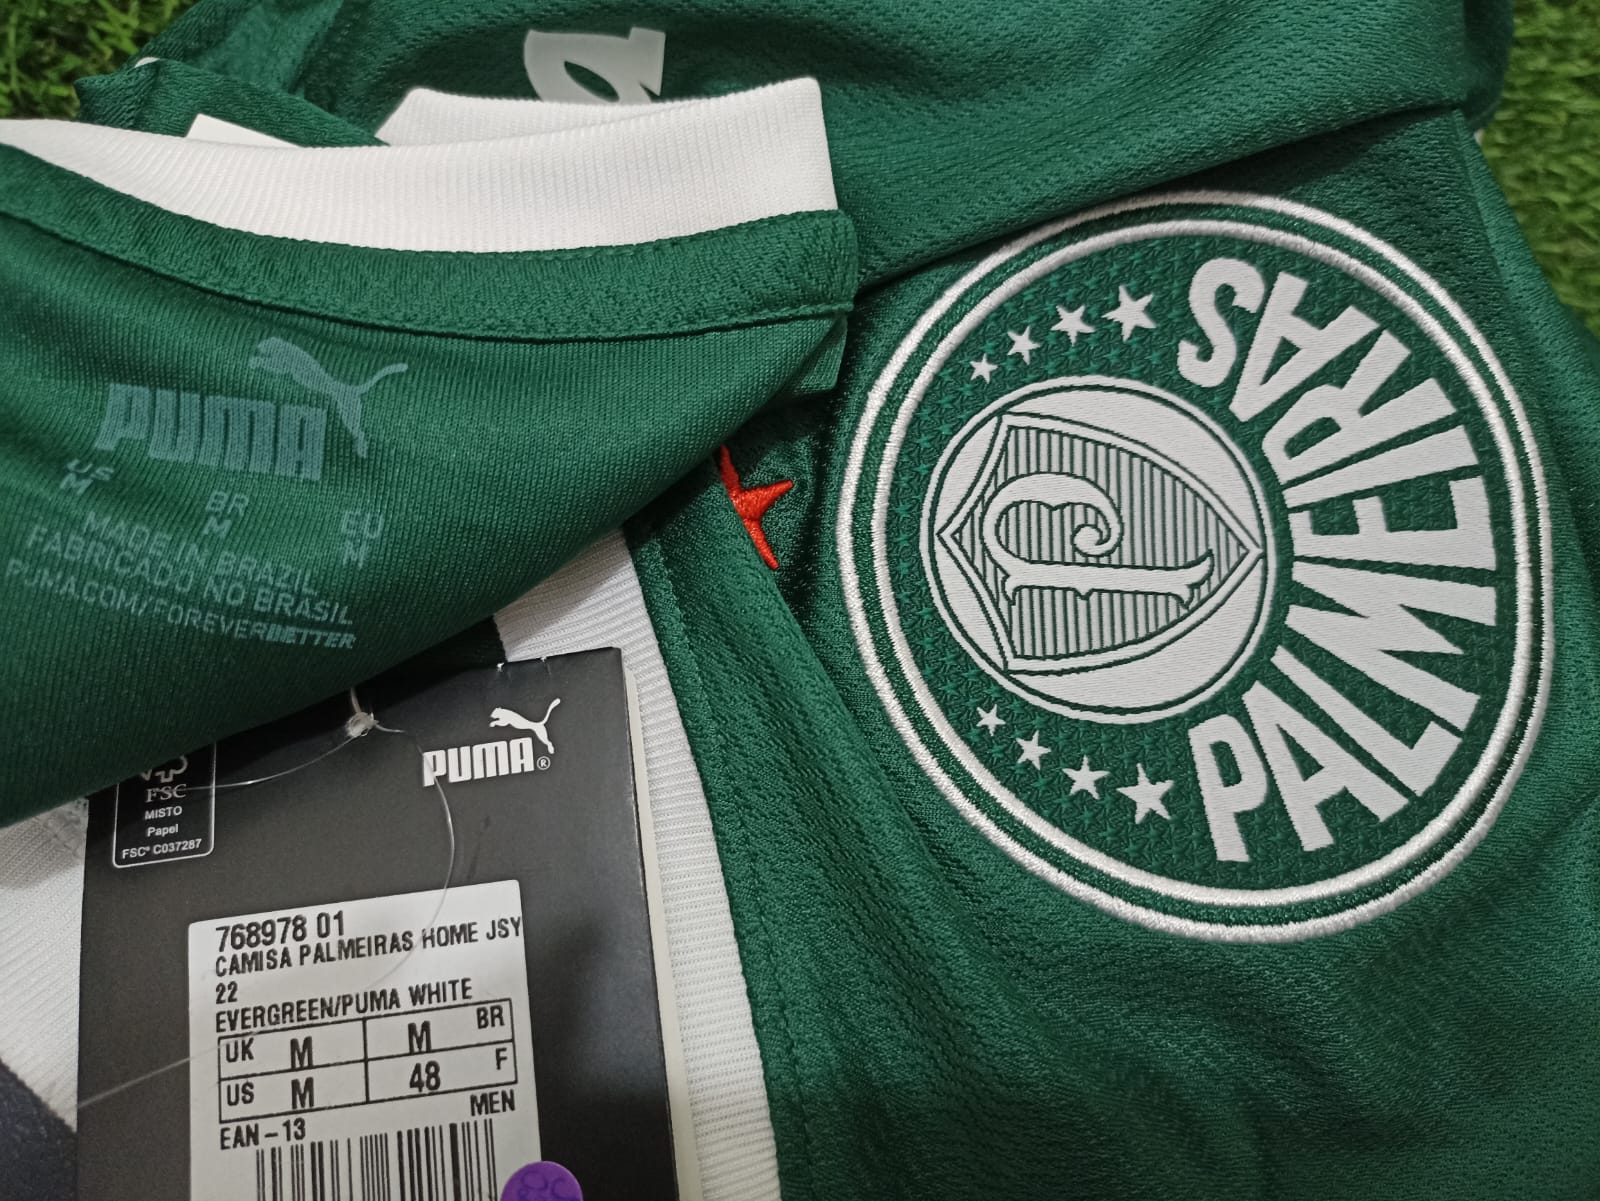 PUMA
US BR EU
M M M
MADE IN BRAZIL
FABRICADO NO BRASIL
PUMA.COM/FOREVERBETTER
PALMEIRAS
P
PUMA®
FSC
MISTO
Papel
FSC® C037287
768978 01
CAMISA PALMEIRAS HOME JSY
22
EVERGREEN/PUMA WHITE
UK M M BR
US M 48 F
MEN
EAN-13